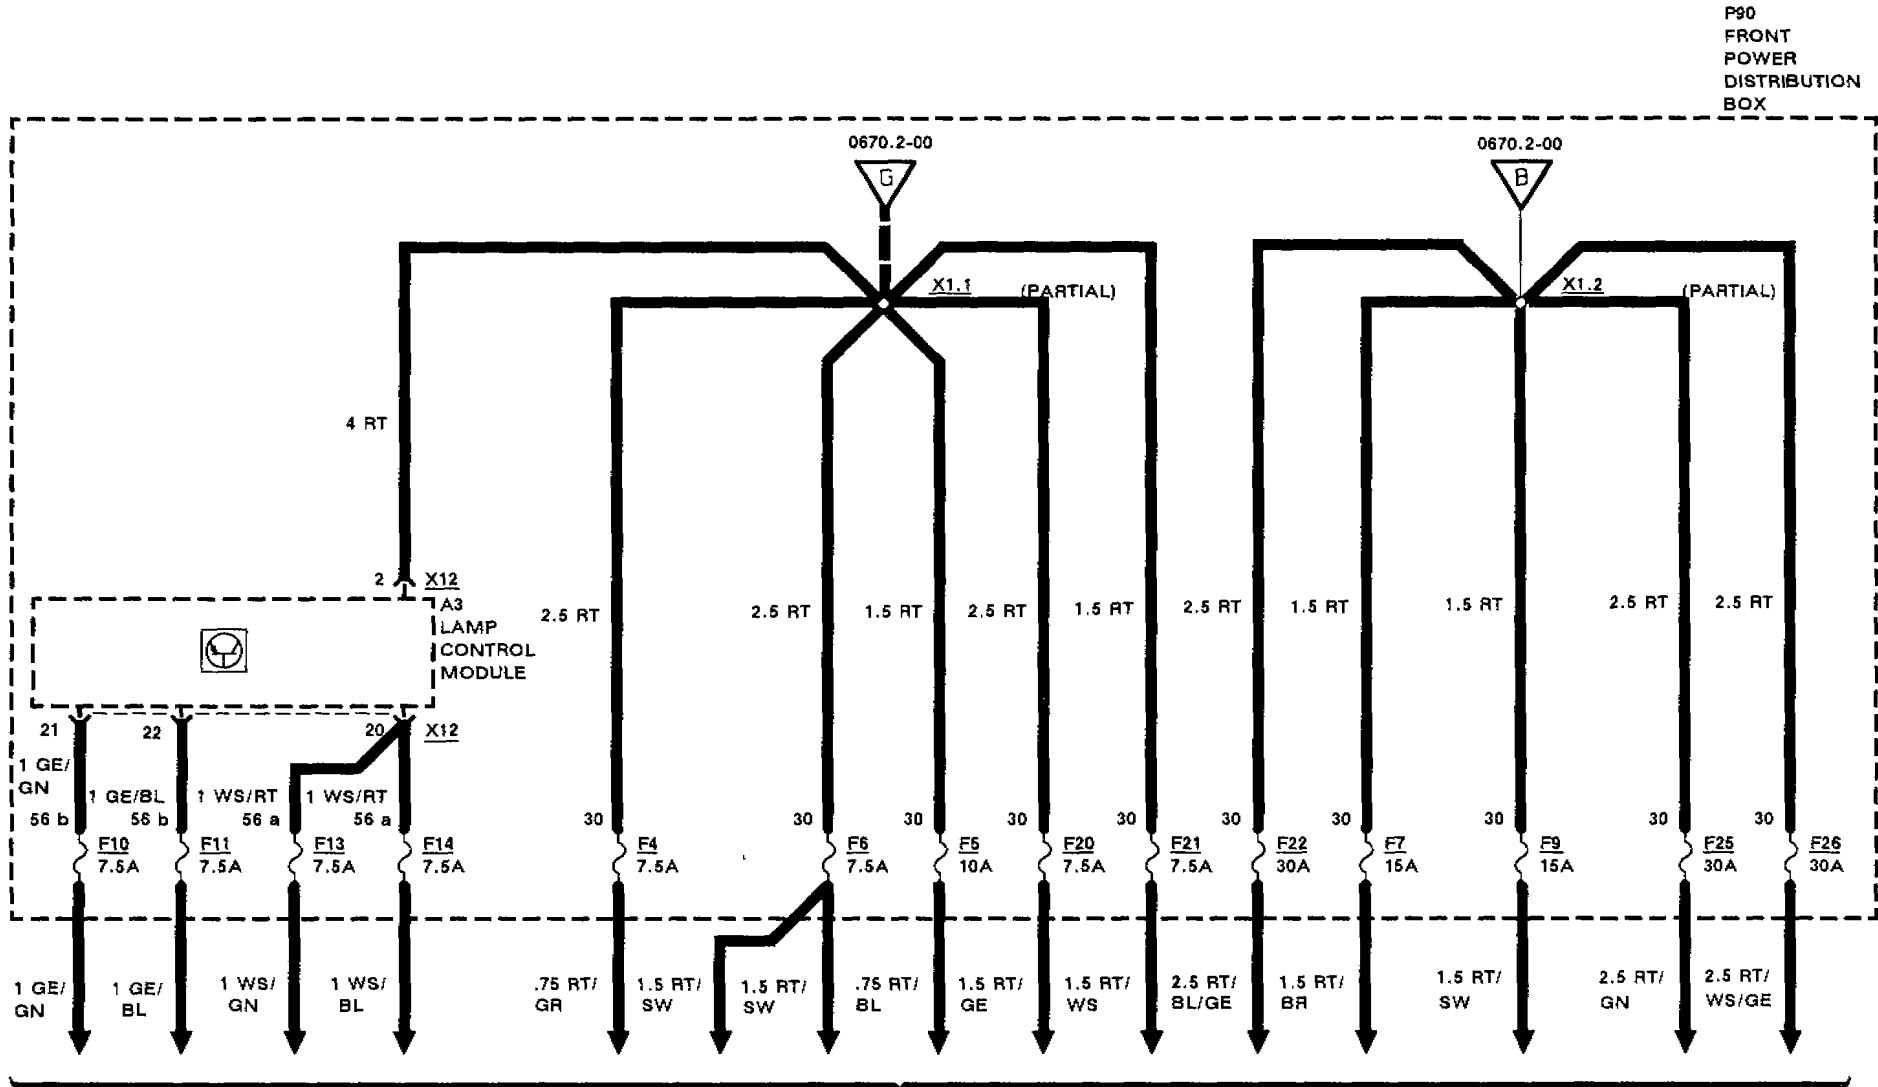 P90
FRONT
POWER
DISTRIBUTION
BOX
0670.2-00
0670.2-00
G
B
X1.1
(PARTIAL)
X1.2
(PARTIAL)
4 RT
2
X12
A3
LAMP
CONTROL
MODULE
2.5 RT
2.5 RT
1.5 RT
2.5 RT
1.5 RT
2.5 RT
1.5 RT
1.5 RT
2.5 RT
2.5 RT
21
22
20
X12
1 GE/
GN
1 GE/BL
1 WS/RT
1 WS/RT
56 b
56 b
56 a
56 a
30
30
30
30
30
30
30
30
30
30
F10
F11
F13
F14
F4
F6
F5
F20
F21
F22
F7
F9
F25
F26
7.5A
7.5A
7.5A
7.5A
7.5A
7.5A
10A
7.5A
7.5A
30A
15A
15A
30A
30A
1 GE/
GN
1 GE/
BL
1 WS/
GN
1 WS/
BL
.75 RT/
GR
1.5 RT/
SW
1.5 RT/
SW
.75 RT/
BL
1.5 RT/
GE
1.5 RT/
WS
2.5 RT/
BL/GE
1.5 RT/
BR
1.5 RT/
SW
2.5 RT/
GN
2.5 RT/
WS/GE